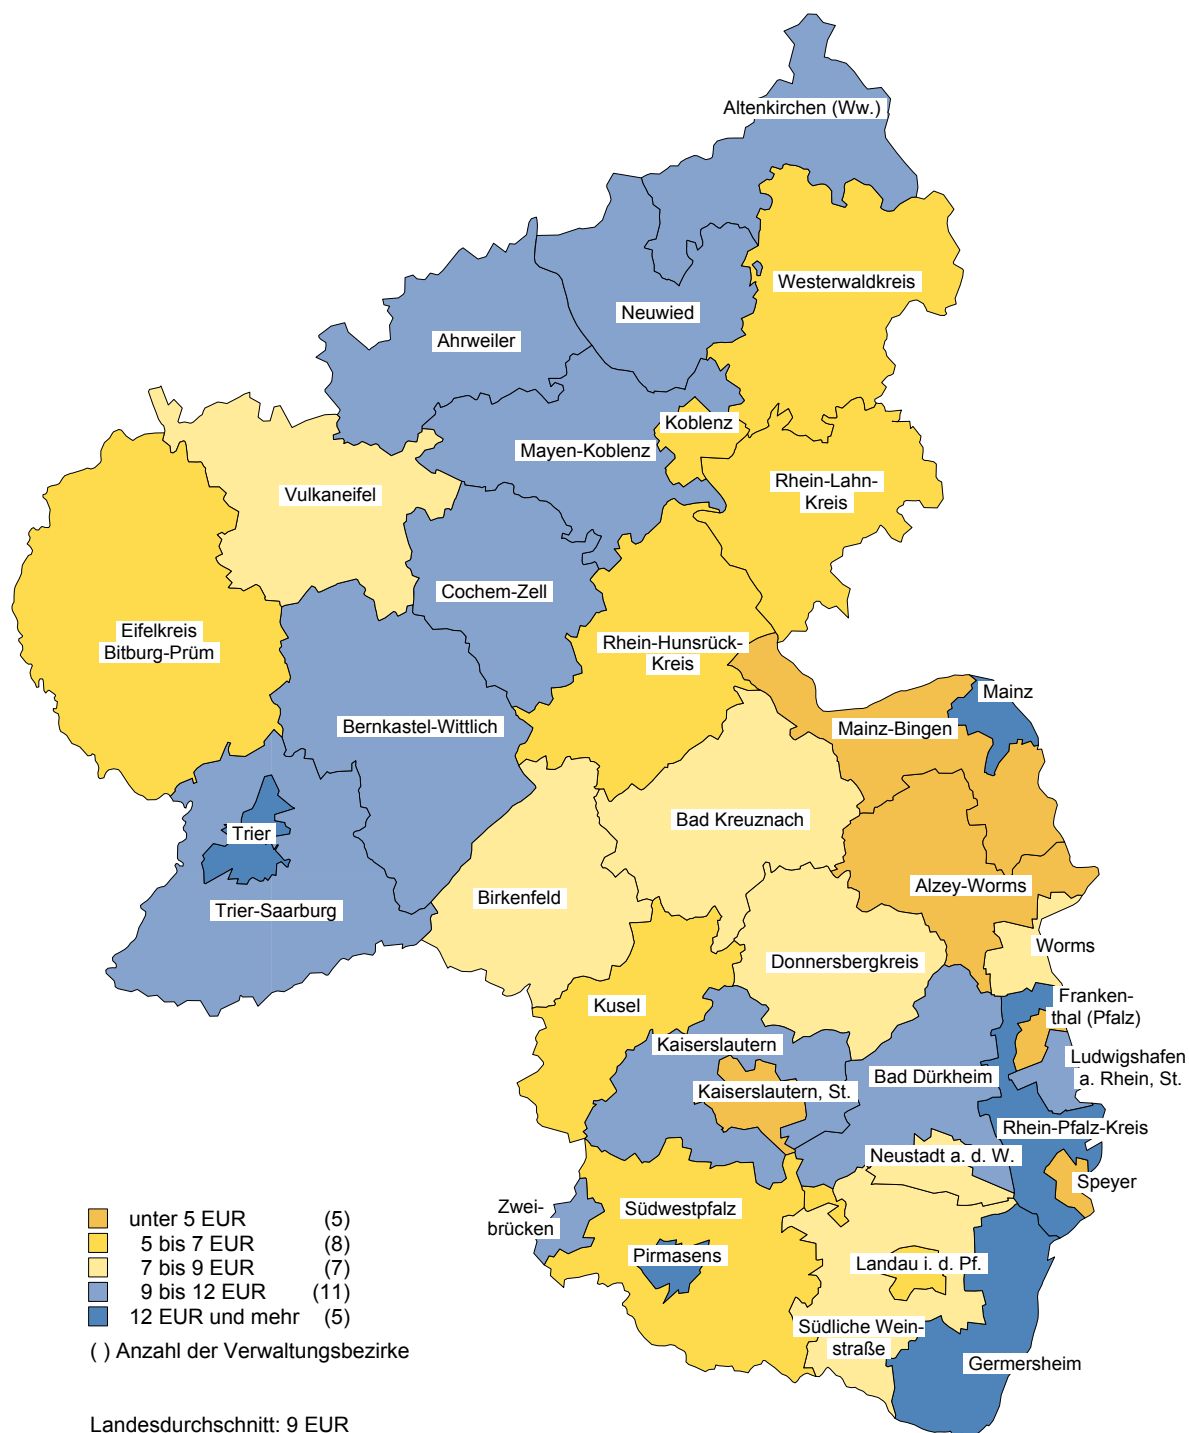 Altenkirchen (Ww.)
Westerwaldkreis
Neuwied
Ahrweiler
Koblenz
Mayen-Koblenz
Rhein-Lahn-
Kreis
Vulkaneifel
Cochem-Zell
Eifelkreis
Bitburg-Prüm
Rhein-Hunsrück-
Kreis
Mainz
Bernkastel-Wittlich
Mainz-Bingen
Bad Kreuznach
Trier
Alzey-Worms
Birkenfeld
Trier-Saarburg
Worms
Donnersbergkreis
Kusel
Franken-
thal (Pfalz)
Kaiserslautern
Ludwigshafen
a. Rhein, St.
Bad Dürkheim
Kaiserslautern, St.
Rhein-Pfalz-Kreis
Neustadt a. d. W.
Speyer
Zwei-
brücken
Südwestpfalz
Pirmasens
Landau i. d. Pf.
Südliche Wein-
straße
Germersheim
unter 5 EUR (5)
5 bis 7 EUR (8)
7 bis 9 EUR (7)
9 bis 12 EUR (11)
12 EUR und mehr (5)
( ) Anzahl der Verwaltungsbezirke
Landesdurchschnitt: 9 EUR